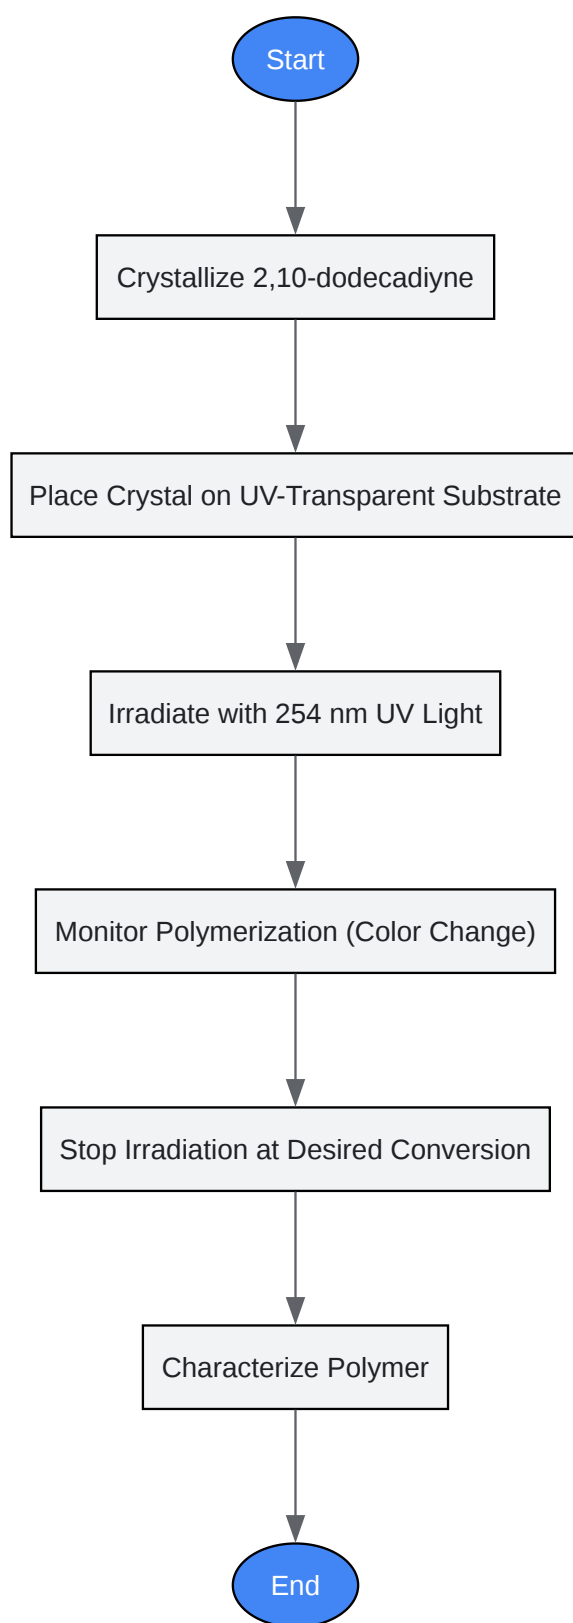 Start
Crystallize 2,10-dodecadiyne
Place Crystal on UV-Transparent Substrate
Irradiate with 254 nm UV Light
Monitor Polymerization (Color Change)
Stop Irradiation at Desired Conversion
Characterize Polymer
End